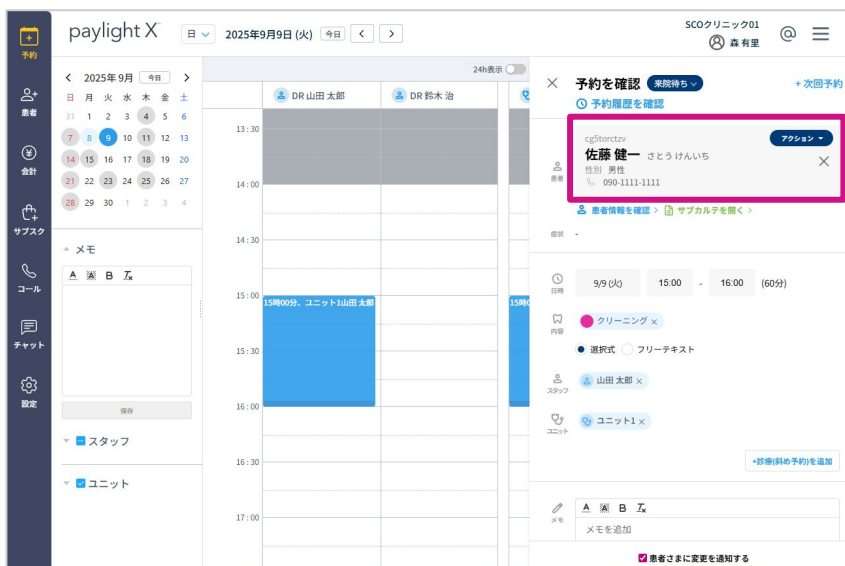 予約
患者
会計
サブスク
コール
チャット
設定
paylight X
日
2025年9月9日 (火)
今日
SCOクリニック01
森 有里
2025年 9月
今日
日 月 火 水 木 金 土
31 1 2 3 4 5 6
7 8 9 10 11 12 13
14 15 16 17 18 19 20
21 22 23 24 25 26 27
28 29 30 1 2 3 4
メモ
A A B Tx
保存
スタッフ
ユニット
24h表示
DR 山田 太郎
DR 鈴木 治
13:30
14:00
14:30
15:00
15時00分、ユニット1山田 太郎
15時0
15:30
16:00
16:30
17:00
予約を確認
来院待ち
+ 次回予約
予約履歴を確認
患者
cg5torctzv
アクション
佐藤 健一 さとう けんいち
性別 男性
090-1111-1111
患者情報を確認 >
サブカルテを開く >
症状 -
日時
9/9 (火) 15:00 - 16:00 (60分)
内容
クリーニング ×
選択式 フリーテキスト
スタッフ
山田 太郎 ×
ユニット
ユニット1 ×
+診療(斜め予約)を追加
メモ
A A B Tx
メモを追加
患者さまに変更を通知する